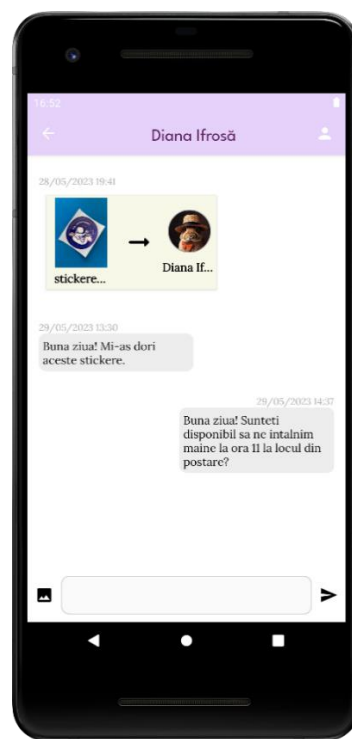 16:52
Diana Ifrosă
28/05/2023 19:41
stickere...
Diana If...
29/05/2023 13:30
Buna ziua! Mi-as dori
aceste stickere.
29/05/2023 14:37
Buna ziua! Sunteti
disponibil sa ne intalnim
maine la ora 11 la locul din
postare?